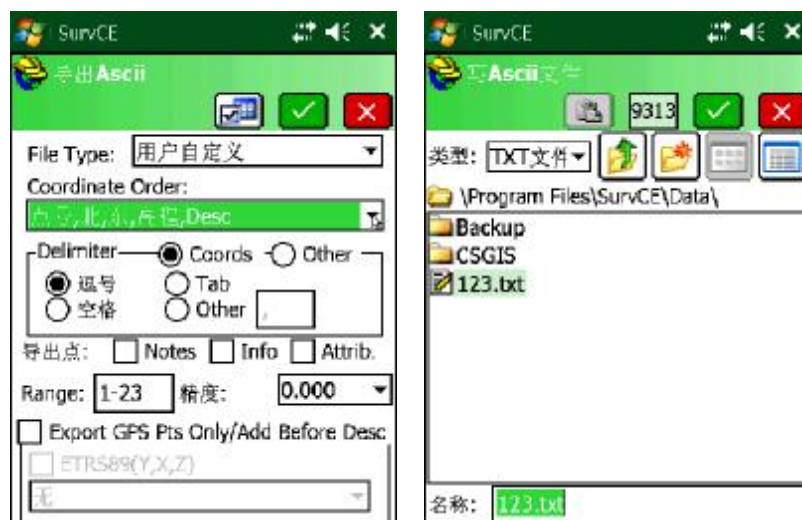 SurvCE
导出Ascii
File Type: 用户自定义
Coordinate Order:
点号,北,东,高程,Desc
Delimiter Coords Other
逗号 Tab
空格 Other ,
导出点: Notes Info Attrib.
Range: 1-23 精度: 0.000
Export GPS Pts Only/Add Before Desc
ETRS89(Y,X,Z)
无
SurvCE
写Ascii文件
9313
类型: TXT文件
\Program Files\SurvCE\Data\
Backup
CSGIS
123.txt
名称: 123.txt